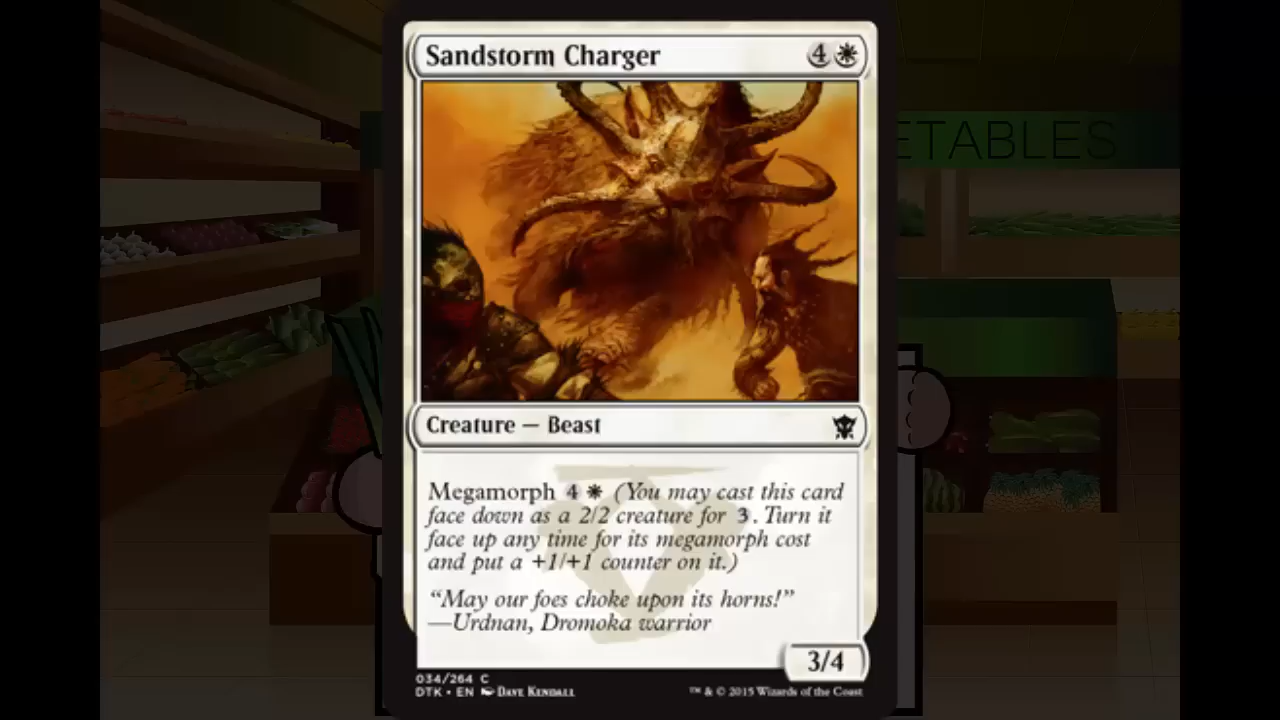 Sandstorm Charger 4
ETABLES
Creature — Beast
Megamorph 4 (You may cast this card
face down as a 2/2 creature for 3. Turn it
face up any time for its megamorph cost
and put a +1/+1 counter on it.)
“May our foes choke upon its horns!”
—Urdnan, Dromoka warrior
3/4
034/264 C
DTK • EN Dave Kendall
™ & © 2015 Wizards of the Coast